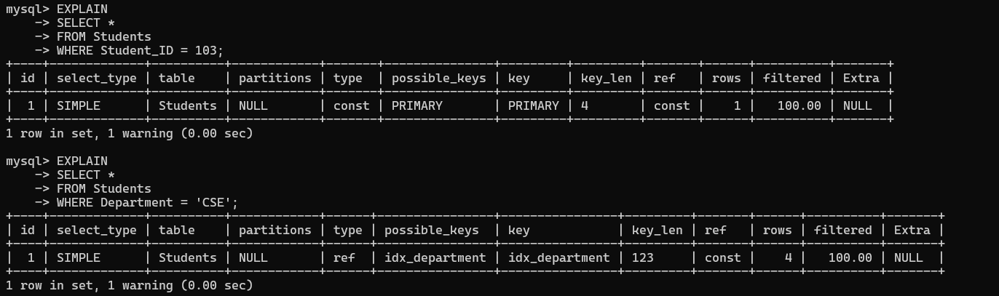 mysql> EXPLAIN
    -> SELECT *
    -> FROM Students
    -> WHERE Student_ID = 103;
+----+-------------+----------+------------+-------+---------------+---------+---------+-------+------+----------+-------+
| id | select_type | table    | partitions | type  | possible_keys | key     | key_len | ref   | rows | filtered | Extra |
+----+-------------+----------+------------+-------+---------------+---------+---------+-------+------+----------+-------+
|  1 | SIMPLE      | Students | NULL       | const | PRIMARY       | PRIMARY | 4       | const |    1 |   100.00 | NULL  |
+----+-------------+----------+------------+-------+---------------+---------+---------+-------+------+----------+-------+
1 row in set, 1 warning (0.00 sec)

mysql> EXPLAIN
    -> SELECT *
    -> FROM Students
    -> WHERE Department = 'CSE';
+----+-------------+----------+------------+------+----------------+----------------+---------+-------+------+----------+-------+
| id | select_type | table    | partitions | type | possible_keys  | key            | key_len | ref   | rows | filtered | Extra |
+----+-------------+----------+------------+------+----------------+----------------+---------+-------+------+----------+-------+
|  1 | SIMPLE      | Students | NULL       | ref  | idx_department | idx_department | 123     | const |    4 |   100.00 | NULL  |
+----+-------------+----------+------------+------+----------------+----------------+---------+-------+------+----------+-------+
1 row in set, 1 warning (0.00 sec)